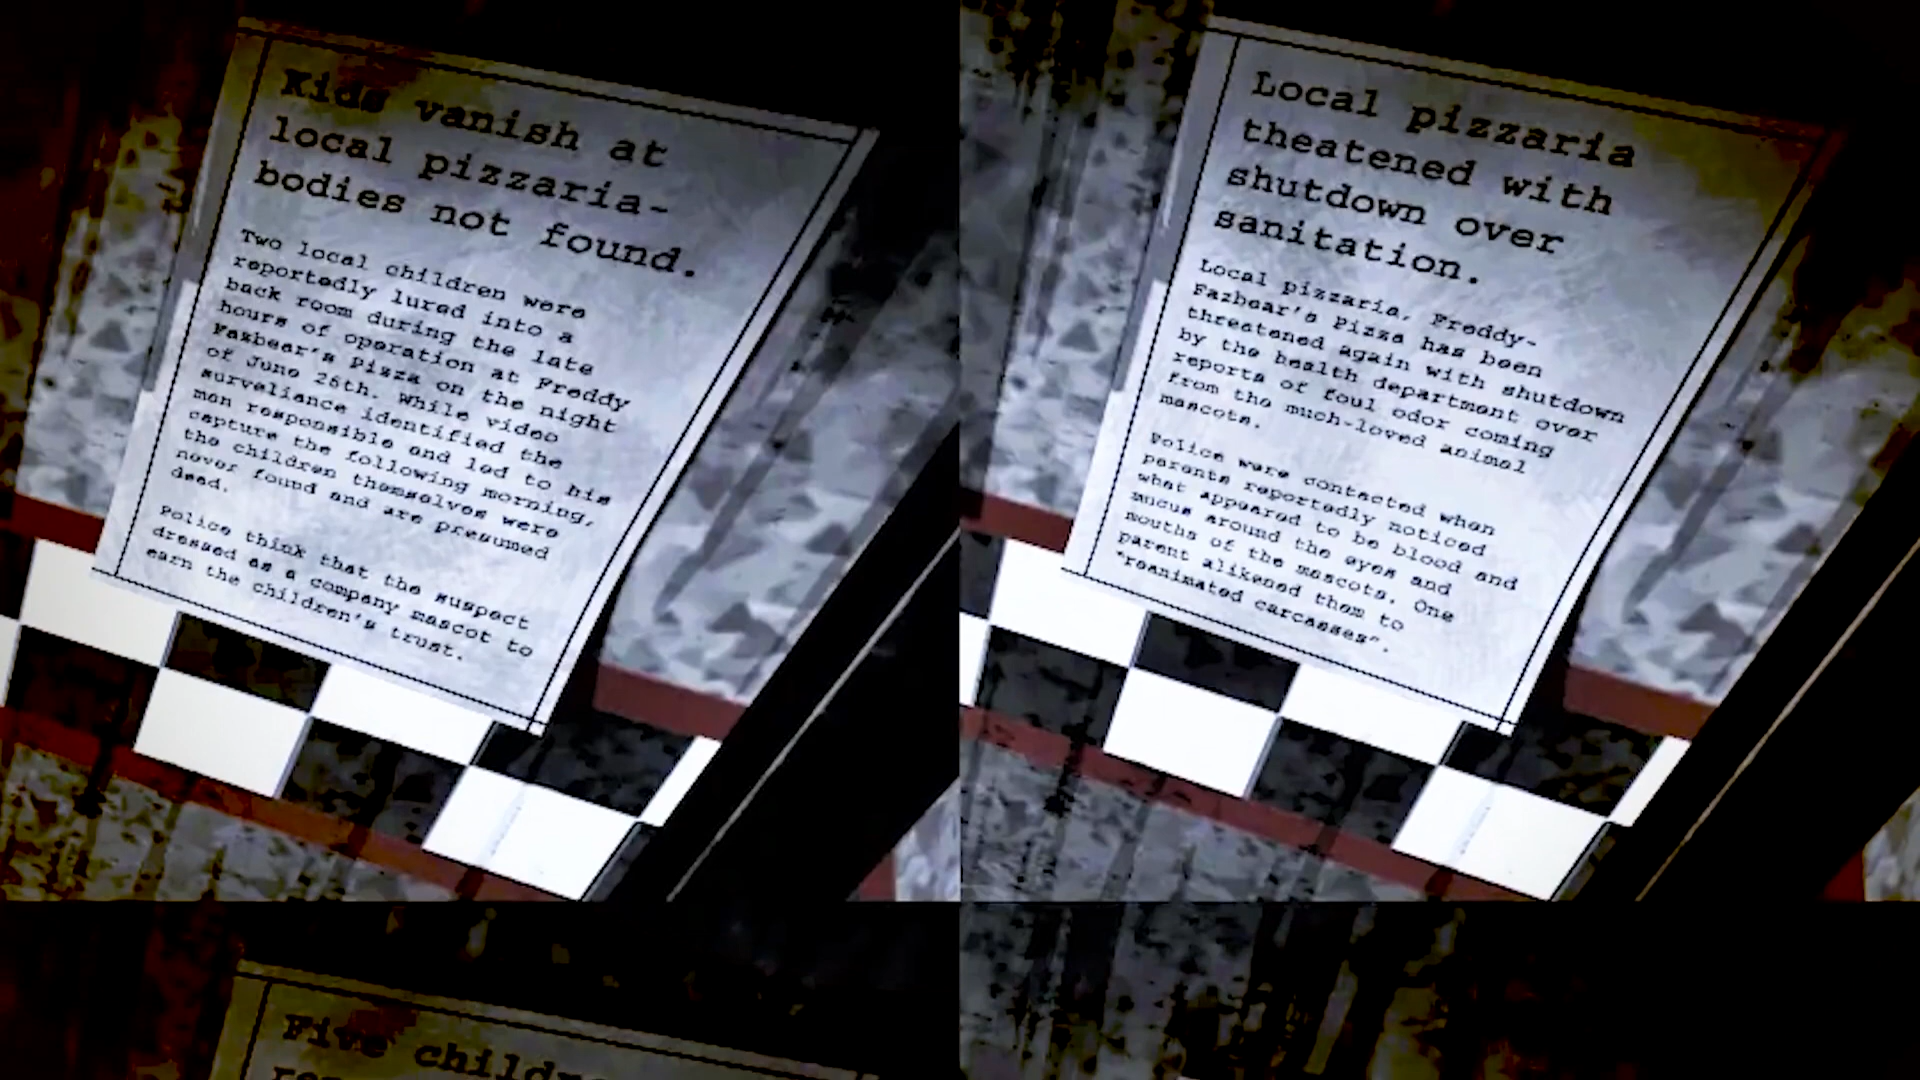 Kids vanish at
local pizzaria-
bodies not found.
Two local children were
reportedly lured into a
back room during the late
hours of operation at Freddy
Fazbear's Pizza on the night
of June 26th. While video
surveliance identified the
man responsible and led to his
capture the following morning,
the children themselves were
never found and are presumed
dead.
Police think that the suspect
dressed as a company mascot to
earn the children's trust.
Local pizzaria
theatened with
shutdown over
sanitation.
Local pizzaria, Freddy-
Fazbear's Pizza has been
threatened again with shutdown
by the health department over
reports of foul odor coming
from the much-loved animal
mascots.
Police were contacted when
parents reportedly noticed
what appeared to be blood and
mucus around the eyes and
mouths of the mascots. One
parent alikened them to
"reanimated carcasses".
Five